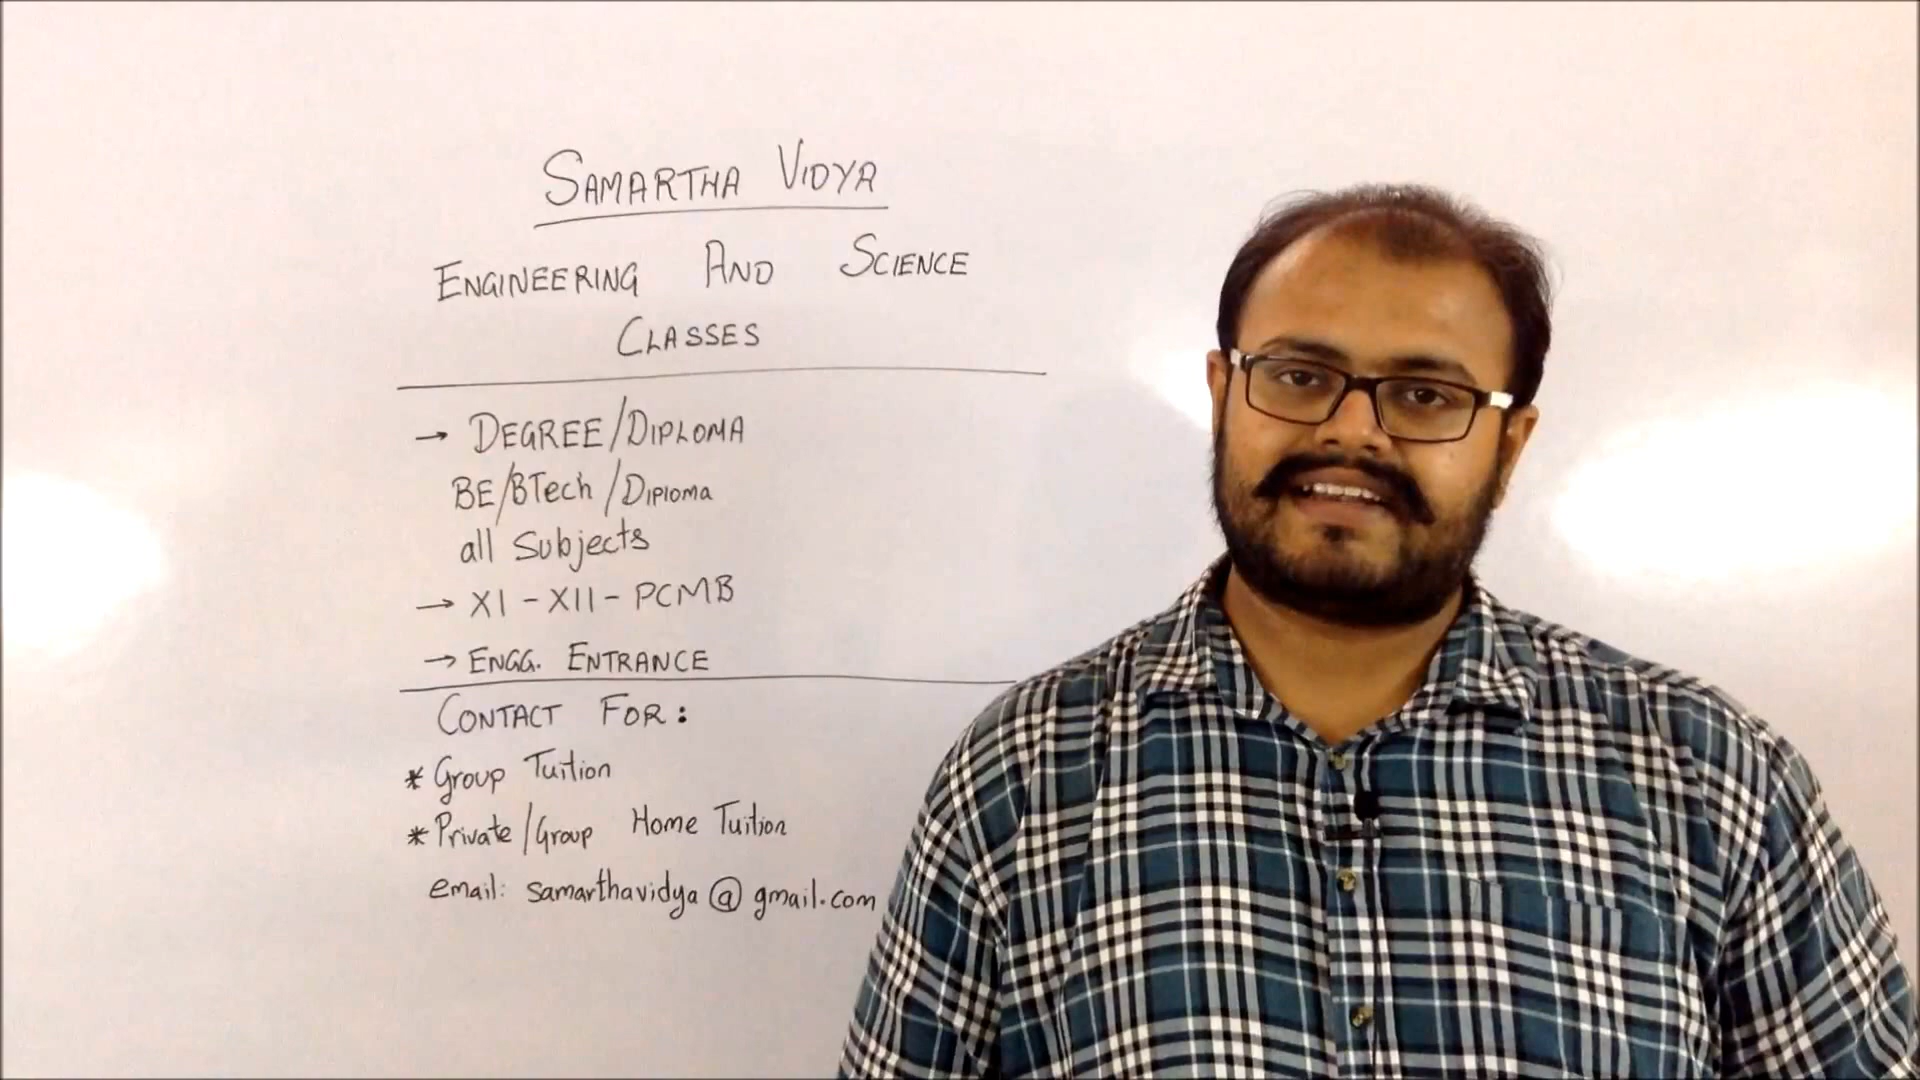 SAMARTHA VIDYA
ENGINEERING AND SCIENCE
CLASSES
→ DEGREE/DIPLOMA
BE/BTech/Diploma
all Subjects
→ XI-XII-PCMB
→ ENGG. ENTRANCE
CONTACT FOR:
* Group Tuition
* Private/Group Home Tuition
email: samarthavidya@gmail.com